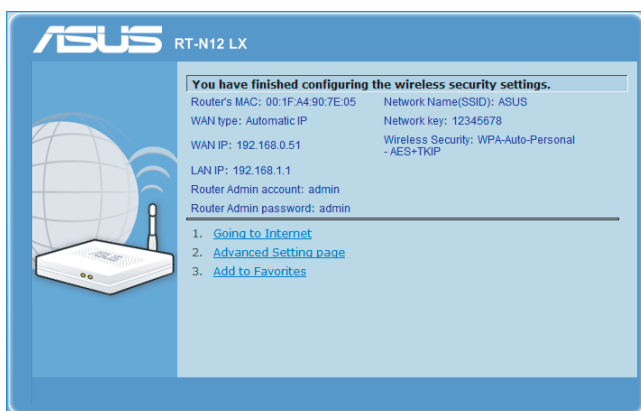 ASUS RT-N12 LX
You have finished configuring the wireless security settings.
Router's MAC: 00:1F:A4:90:7E:05
Network Name(SSID): ASUS
WAN type: Automatic IP
Network key: 12345678
WAN IP: 192.168.0.51
Wireless Security: WPA-Auto-Personal
- AES+TKIP
LAN IP: 192.168.1.1
Router Admin account: admin
Router Admin password: admin
1. Going to Internet
2. Advanced Setting page
3. Add to Favorites
ASUS